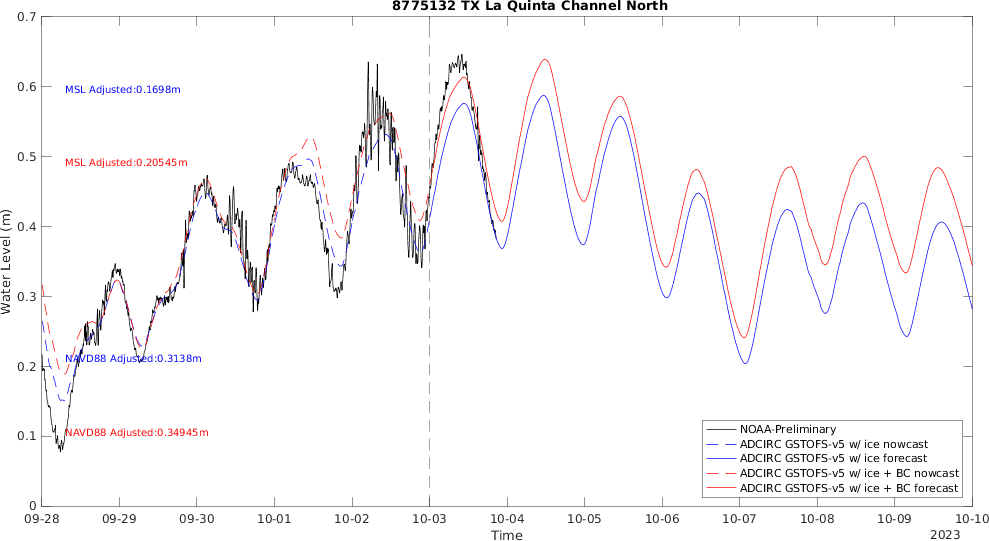 8775132 TX La Quinta Channel North
0.7
0.6
0.5
0.4
0.3
0.2
0.1
0
Water Level (m)
MSL Adjusted:0.1698m
MSL Adjusted:0.20545m
NAVD88 Adjusted:0.3138m
NAVD88 Adjusted:0.34945m
NOAA-Preliminary
ADCIRC GSTOFS-v5 w/ ice nowcast
ADCIRC GSTOFS-v5 w/ ice forecast
ADCIRC GSTOFS-v5 w/ ice + BC nowcast
ADCIRC GSTOFS-v5 w/ ice + BC forecast
09-28 09-29 09-30 10-01 10-02 10-03 10-04 10-05 10-06 10-07 10-08 10-09 10-10
Time
2023